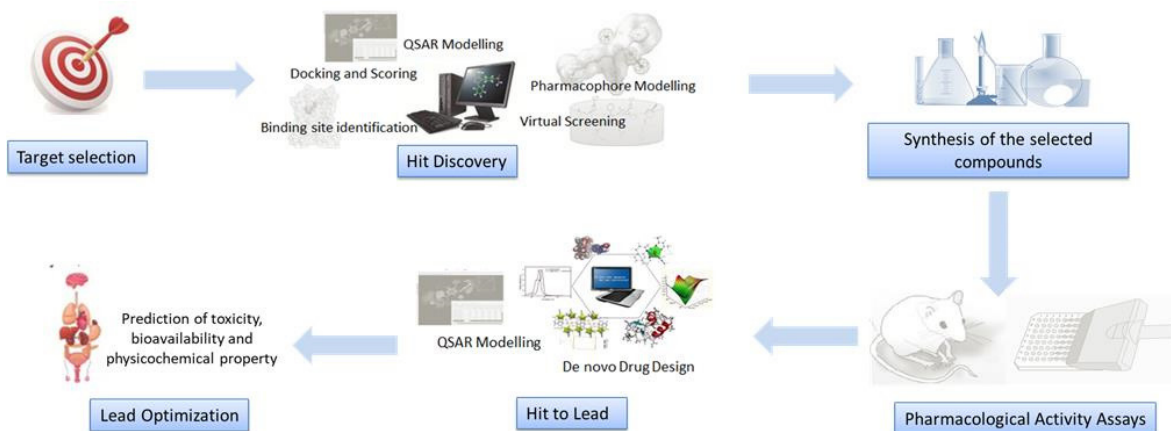 QSAR Modelling
Docking and Scoring
Pharmacophore Modelling
Binding site identification
Virtual Screening
Target selection
Hit Discovery
Synthesis of the selected
compounds
Prediction of toxicity,
bioavailability and
physicochemical property
QSAR Modelling
De novo Drug Design
Lead Optimization
Hit to Lead
Pharmacological Activity Assays